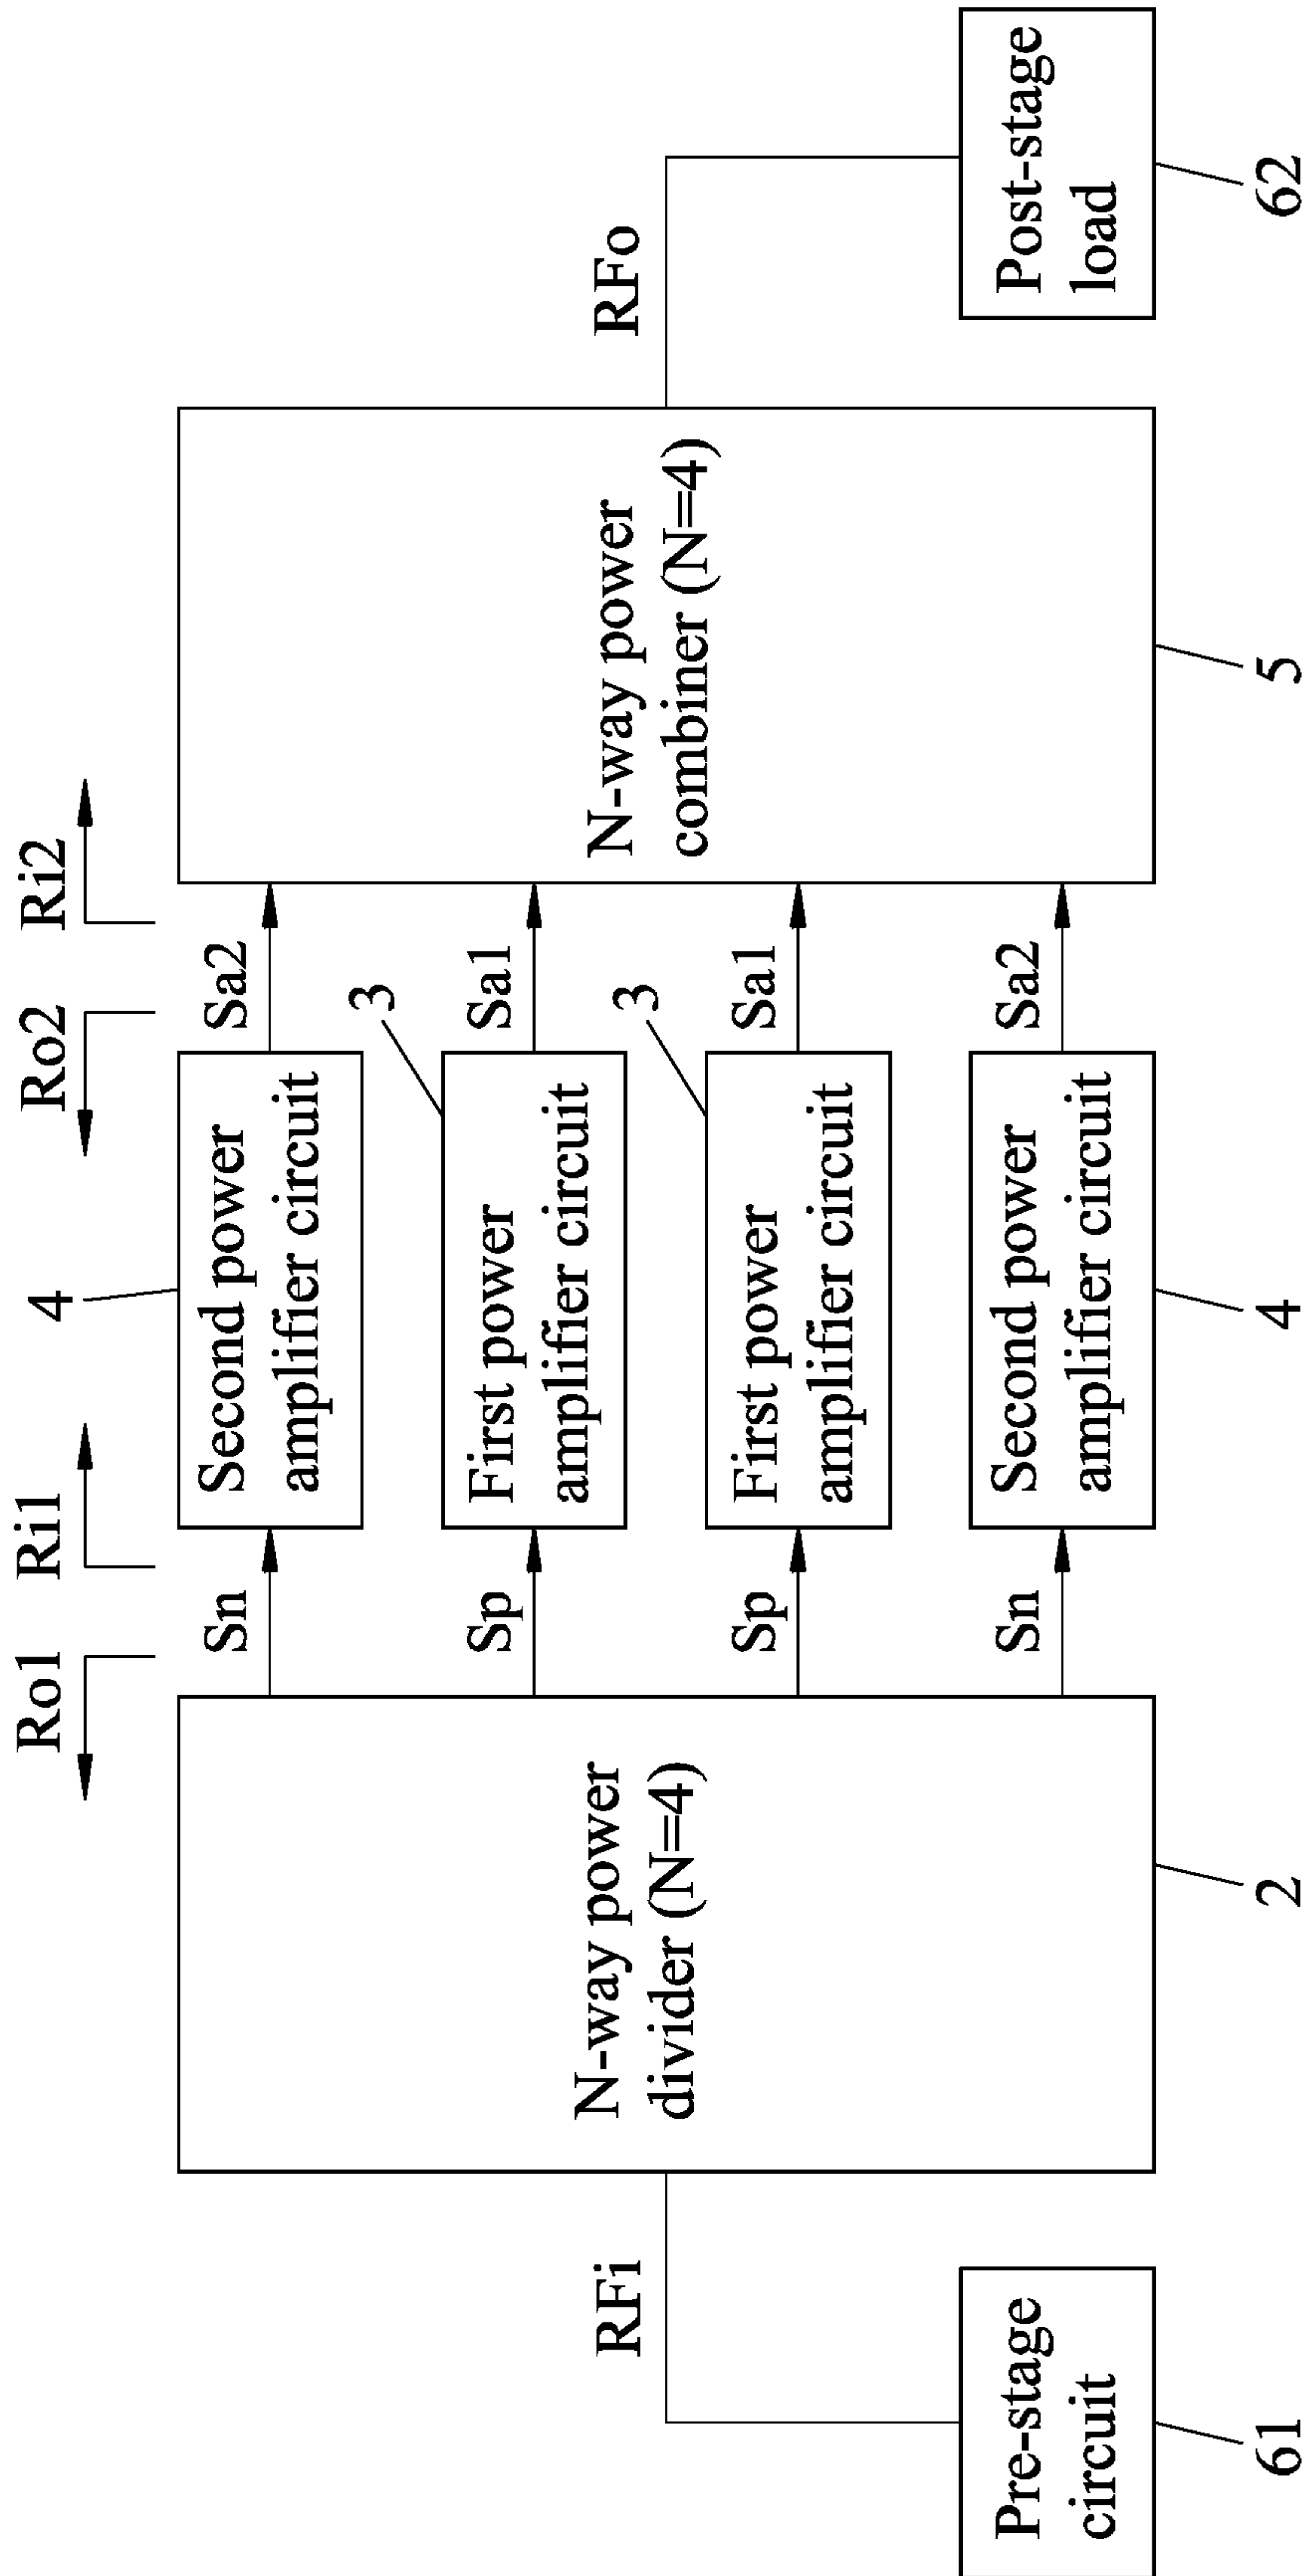 Ro1
Ri1
Ro2
Ri2
4
Sn
Second power
amplifier circuit
Sa2
3
Sp
First power
amplifier circuit
Sa1
3
Sp
First power
amplifier circuit
Sa1
Sn
Second power
amplifier circuit
Sa2
4
RFi
N-way power
divider (N=4)
2
N-way power
combiner (N=4)
5
RFo
Pre-stage
circuit
61
Post-stage
load
62